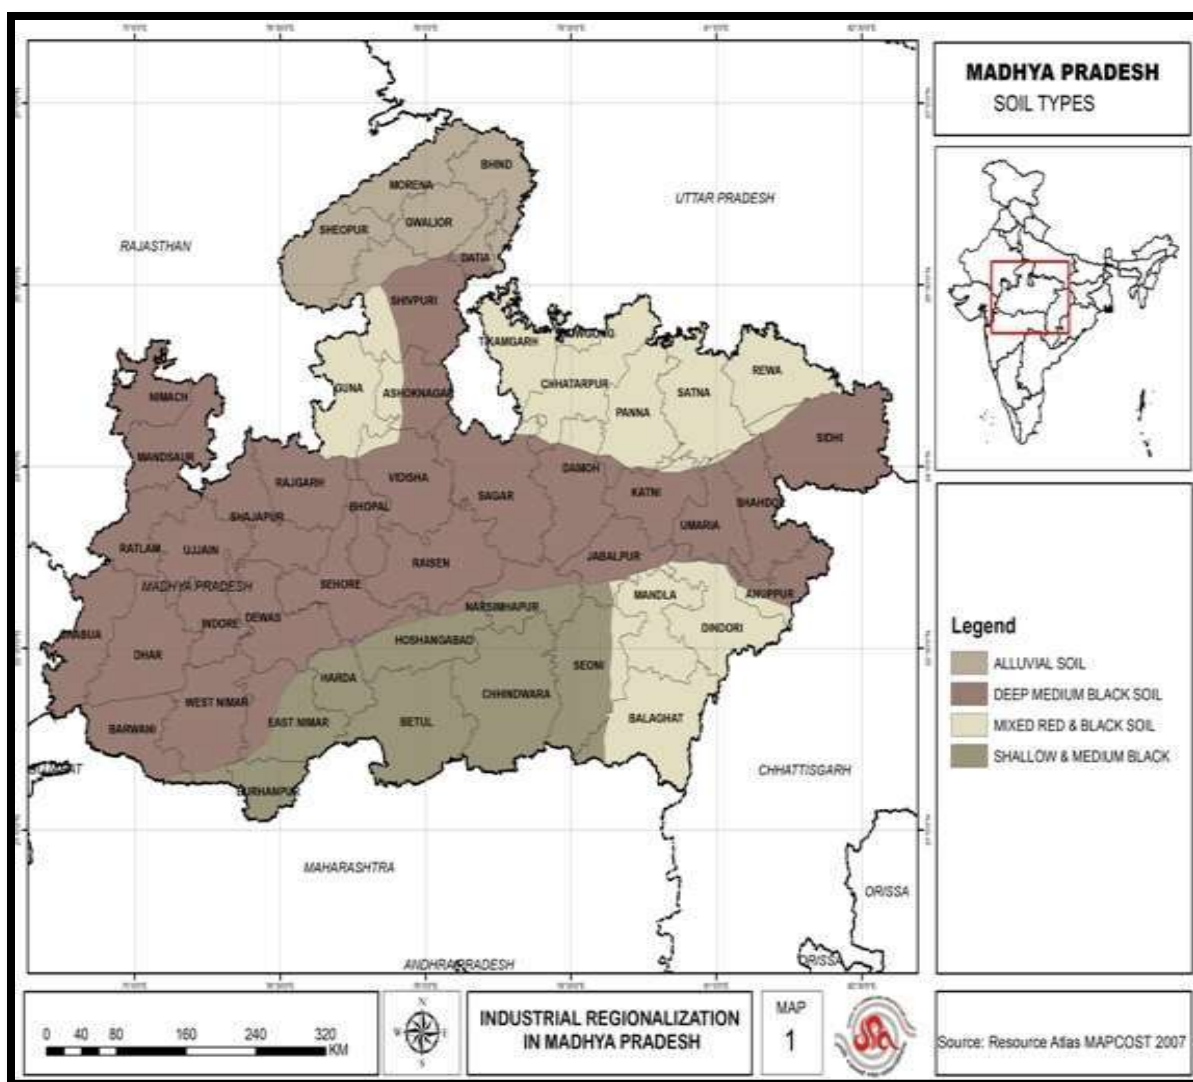 MADHYA PRADESH
SOIL TYPES
UTTAR PRADESH
RAJASTHAN
BHIND
MORENA
GWALIOR
SHEOPUR
DATIA
SHIVPURI
TIKAMGARH
GUNA
ASHOKNAGAR
CHHATARPUR
PANNA
SATNA
REWA
NIMACH
MANDSAUR
SIDHI
RAJGARH
VIDISHA
SAGAR
DAMOH
KATNI
SHAHDOL
SHAJAPUR
BHOPAL
UMARIA
RATLAM
UJJAIN
RAISEN
JABALPUR
MADHYA PRADESH
SEHORE
MANDLA
ANUPPUR
INDORE
DEWAS
NARSIMHAPUR
DINDORI
DHAR
HOSHANGABAD
SEONI
HARDA
CHHINDWARA
WEST NIMAR
EAST NIMAR
BETUL
BALAGHAT
BARWANI
CHHATTISGARH
BURHANPUR
MAHARASHTRA
ORISSA
ANDHRA PRADESH
ORISSA
Legend
ALLUVIAL SOIL
DEEP MEDIUM BLACK SOIL
MIXED RED & BLACK SOIL
SHALLOW & MEDIUM BLACK
0 40 80 160 240 320
KM
N
W E
S
INDUSTRIAL REGIONALIZATION
IN MADHYA PRADESH
MAP
1
Source: Resource Atlas MAPCOST 2007